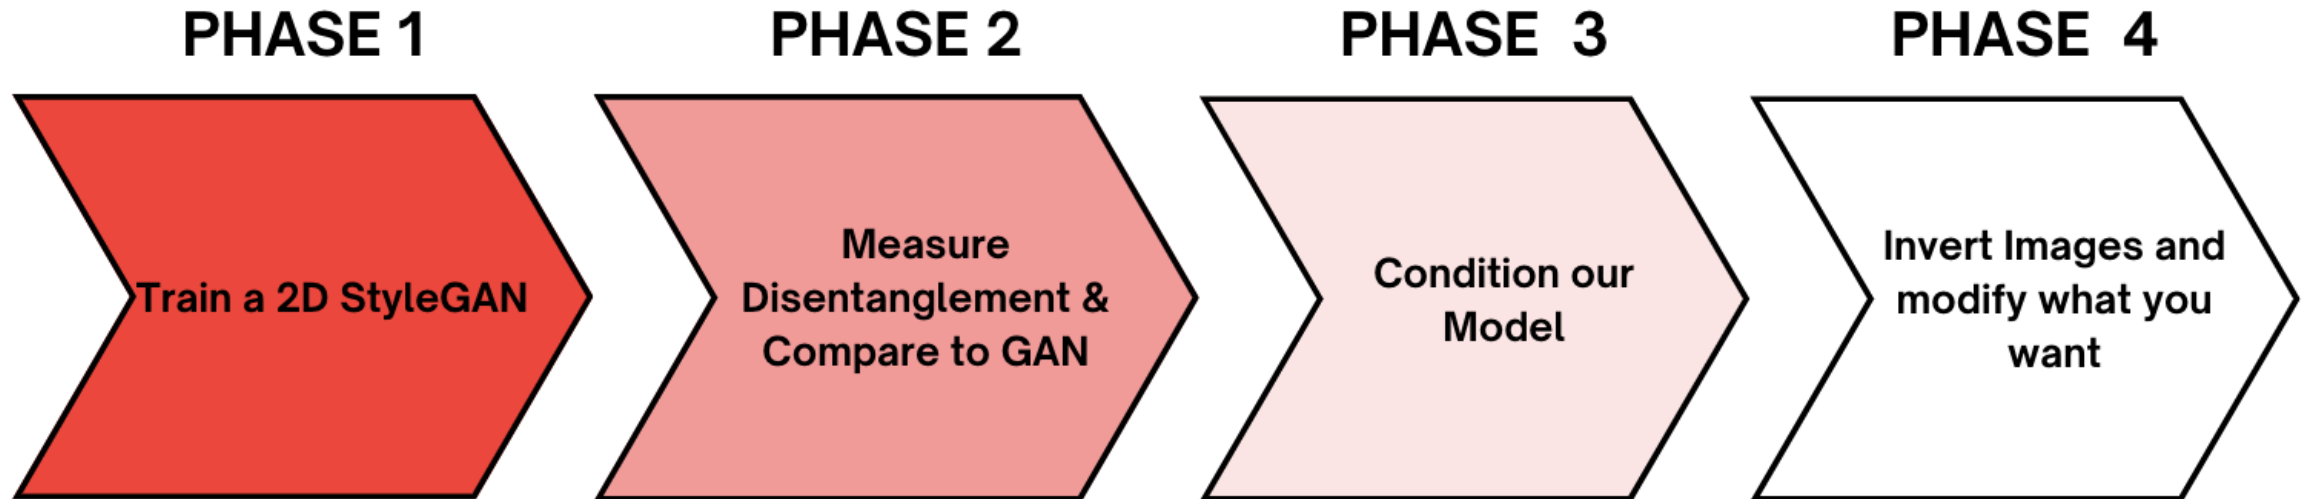 PHASE 1
PHASE 2
PHASE 3
PHASE 4
Train a 2D StyleGAN
Measure
Disentanglement &
Compare to GAN
Condition our
Model
Invert Images and
modify what you
want